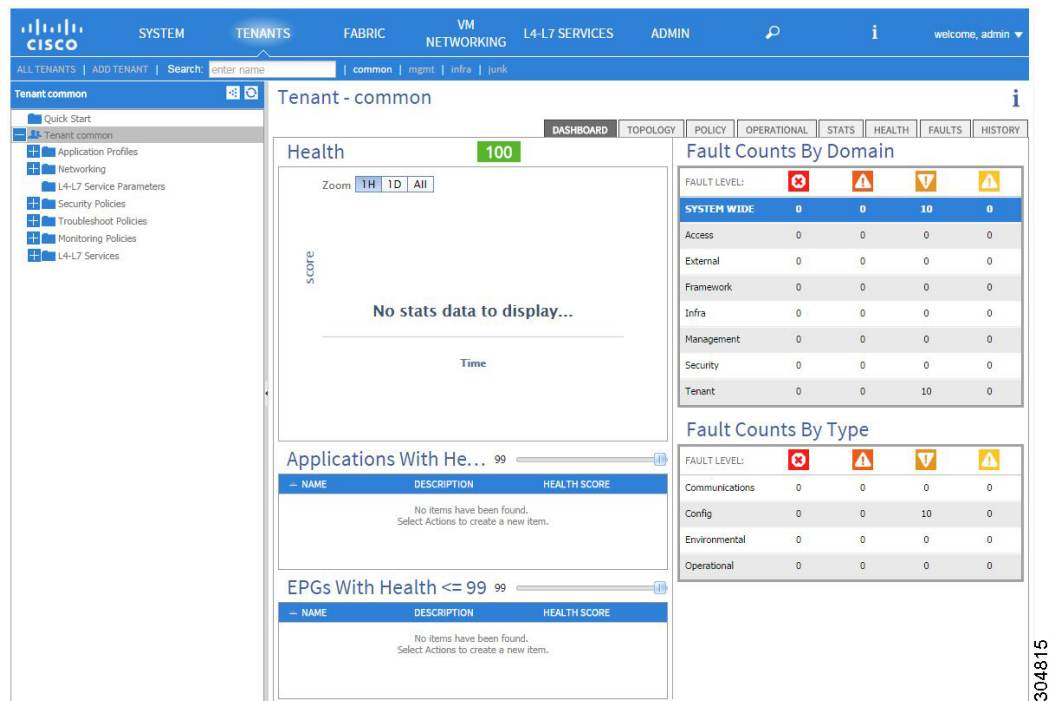 CISCO
SYSTEM TENANTS FABRIC VM NETWORKING L4-L7 SERVICES ADMIN i welcome, admin
ALL TENANTS | ADD TENANT | Search: enter name | common | mgmt | infra | junk
Tenant common
Quick Start
Tenant common
Application Profiles
Networking
L4-L7 Service Parameters
Security Policies
Troubleshoot Policies
Monitoring Policies
L4-L7 Services
Tenant - common i
DASHBOARD TOPOLOGY POLICY OPERATIONAL STATS HEALTH FAULTS HISTORY
Health 100
Zoom 1H 1D All
score
No stats data to display...
Time
Applications With He... 99
NAME DESCRIPTION HEALTH SCORE
No items have been found.
Select Actions to create a new item.
EPGs With Health <= 99 99
NAME DESCRIPTION HEALTH SCORE
No items have been found.
Select Actions to create a new item.
Fault Counts By Domain
FAULT LEVEL:
SYSTEM WIDE 0 0 10 0
Access 0 0 0 0
External 0 0 0 0
Framework 0 0 0 0
Infra 0 0 0 0
Management 0 0 0 0
Security 0 0 0 0
Tenant 0 0 10 0
Fault Counts By Type
FAULT LEVEL:
Communications 0 0 0 0
Config 0 0 10 0
Environmental 0 0 0 0
Operational 0 0 0 0
304815